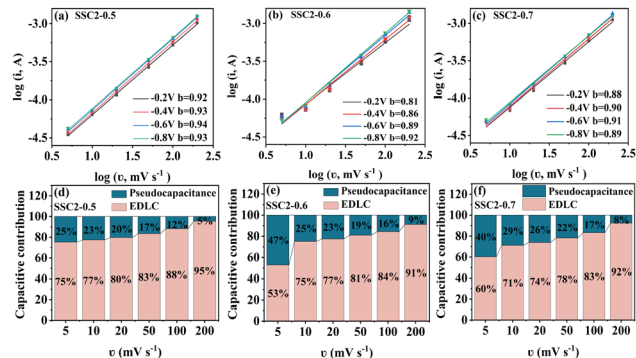 (a) SSC2-0.5
log (i, A)
-3.0
-3.5
-4.0
-4.5
-0.2V b=0.92
-0.4V b=0.93
-0.6V b=0.94
-0.8V b=0.93
0.5 1.0 1.5 2.0 2.5
log (υ, mV s⁻¹)
(b) SSC2-0.6
log (i, A)
-3.0
-3.5
-4.0
-4.5
-0.2V b=0.81
-0.4V b=0.86
-0.6V b=0.89
-0.8V b=0.92
0.5 1.0 1.5 2.0 2.5
log (υ, mV s⁻¹)
(c) SSC2-0.7
log (i, A)
-3.0
-3.5
-4.0
-4.5
-0.2V b=0.88
-0.4V b=0.90
-0.6V b=0.91
-0.8V b=0.89
0.5 1.0 1.5 2.0 2.5
log (υ, mV s⁻¹)
(d) Pseudocapacitance
SSC2-0.5 EDLC
Capacitive contribution
120
100
80
60
40
20
0
25% 23% 20% 17% 12% 5%
75% 77% 80% 83% 88% 95%
5 10 20 50 100 200
υ (mV s⁻¹)
(e) Pseudocapacitance
SSC2-0.6 EDLC
Capacitive contribution
120
100
80
60
40
20
0
47% 25% 23% 19% 16% 9%
53% 75% 77% 81% 84% 91%
5 10 20 50 100 200
υ (mV s⁻¹)
(f) Pseudocapacitance
SSC2-0.7 EDLC
Capacitive contribution
120
100
80
60
40
20
0
40% 29% 26% 22% 17% 8%
60% 71% 74% 78% 83% 92%
5 10 20 50 100 200
υ (mV s⁻¹)